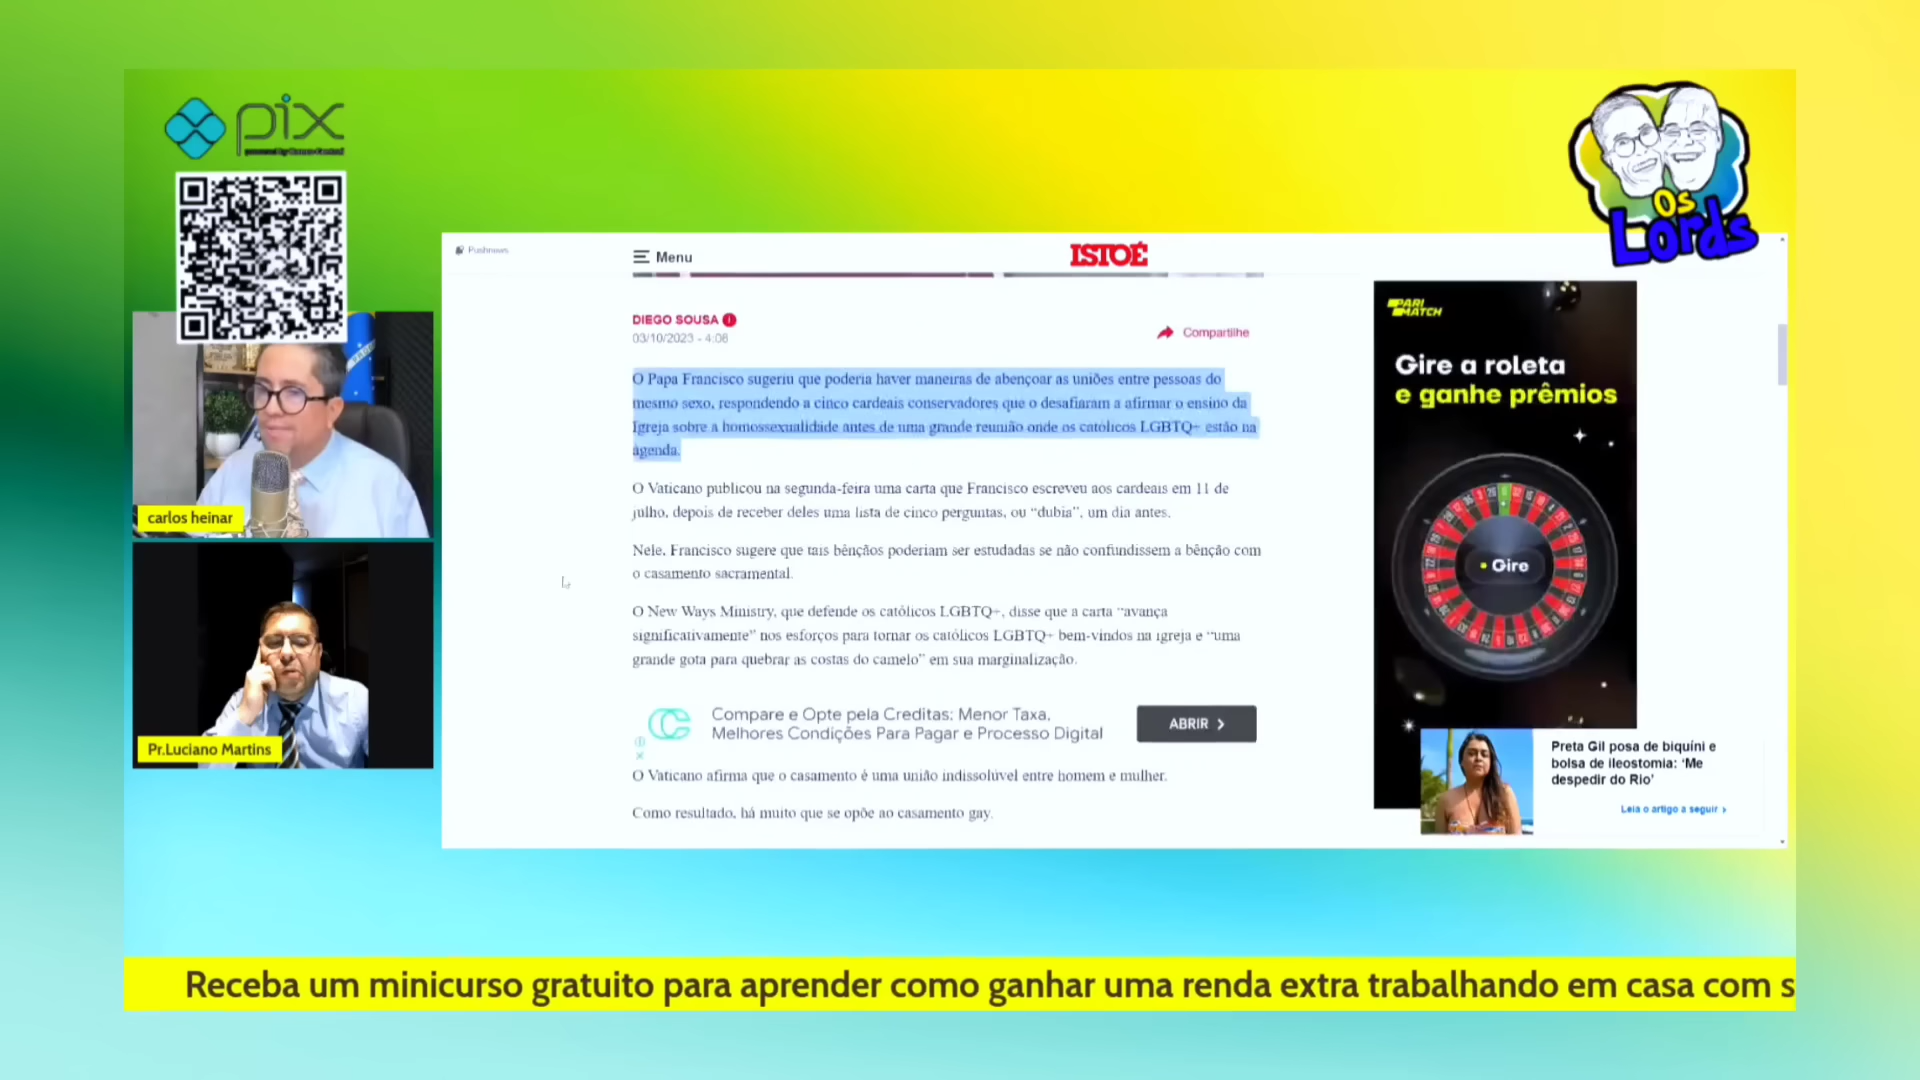 pix
Os
Lords
Pushnews
Menu
ISTOÉ
DIEGO SOUSA
03/10/2023 - 4:08
Compartilhe
O Papa Francisco sugeriu que poderia haver maneiras de abençoar as uniões entre pessoas do
mesmo sexo, respondendo a cinco cardeais conservadores que o desafiaram a afirmar o ensino da
Igreja sobre a homossexualidade antes de uma grande reunião onde os católicos LGBTQ+ estão na
agenda.
O Vaticano publicou na segunda-feira uma carta que Francisco escreveu aos cardeais em 11 de
julho, depois de receber deles uma lista de cinco perguntas, ou “dubia”, um dia antes.
Nele, Francisco sugere que tais bênçãos poderiam ser estudadas se não confundissem a bênção com
o casamento sacramental.
O New Ways Ministry, que defende os católicos LGBTQ+, disse que a carta “avança
significativamente” nos esforços para tornar os católicos LGBTQ+ bem-vindos na igreja e “uma
grande gota para quebrar as costas do camelo” em sua marginalização.
Compare e Opte pela Creditas: Menor Taxa,
Melhores Condições Para Pagar e Processo Digital
ABRIR
O Vaticano afirma que o casamento é uma união indissolúvel entre homem e mulher.
Como resultado, há muito que se opõe ao casamento gay.
PARI
MATCH
Gire a roleta
e ganhe prêmios
Gire
Preta Gil posa de biquíni e
bolsa de ileostomia: ‘Me
despedir do Rio’
Leia o artigo a seguir
carlos heinar
Pr.Luciano Martins
Receba um minicurso gratuito para aprender como ganhar uma renda extra trabalhando em casa com s